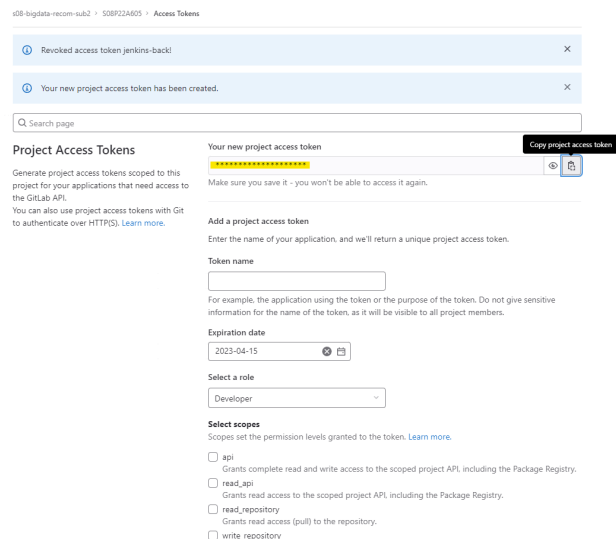 s08-bigdata-recom-sub2 > S08P22A605 > Access Tokens
Revoked access token jenkins-back!
Your new project access token has been created.
Search page
Project Access Tokens
Generate project access tokens scoped to this
project for your applications that need access to
the GitLab API.
You can also use project access tokens with Git
to authenticate over HTTP(S). Learn more.
Your new project access token
Copy project access token
********************
Make sure you save it - you won't be able to access it again.
Add a project access token
Enter the name of your application, and we'll return a unique project access token.
Token name
For example, the application using the token or the purpose of the token. Do not give sensitive
information for the name of the token, as it will be visible to all project members.
Expiration date
2023-04-15
Select a role
Developer
Select scopes
Scopes set the permission levels granted to the token. Learn more.
api
Grants complete read and write access to the scoped project API, including the Package Registry.
read_api
Grants read access to the scoped project API, including the Package Registry.
read_repository
Grants read access (pull) to the repository.
write_repository